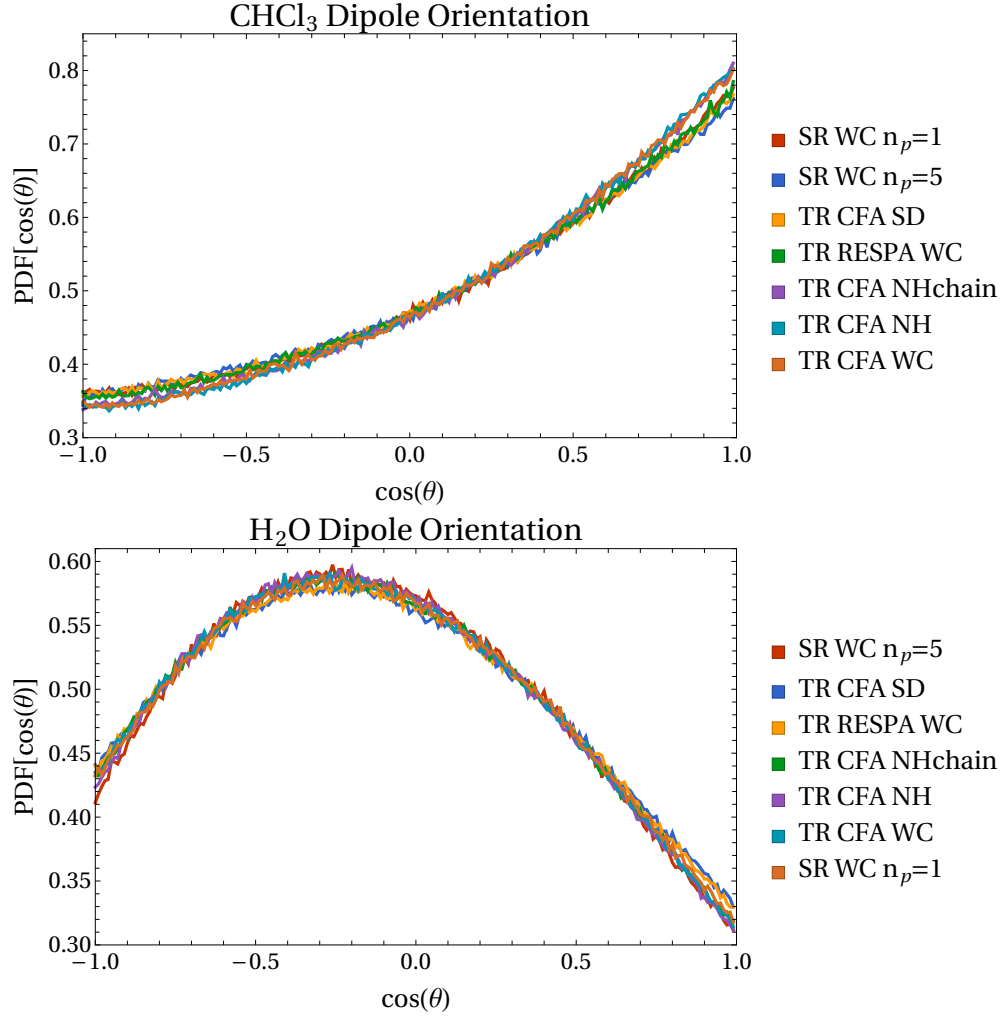 CHCl₃ Dipole Orientation
PDF[cos(θ)]
0.8
0.7
0.6
0.5
0.4
0.3
−1.0 −0.5 0.0 0.5 1.0
cos(θ)
SR WC nₚ=1
SR WC nₚ=5
TR CFA SD
TR RESPA WC
TR CFA NHchain
TR CFA NH
TR CFA WC
H₂O Dipole Orientation
PDF[cos(θ)]
0.60
0.55
0.50
0.45
0.40
0.35
0.30
−1.0 −0.5 0.0 0.5 1.0
cos(θ)
SR WC nₚ=5
TR CFA SD
TR RESPA WC
TR CFA NHchain
TR CFA NH
TR CFA WC
SR WC nₚ=1